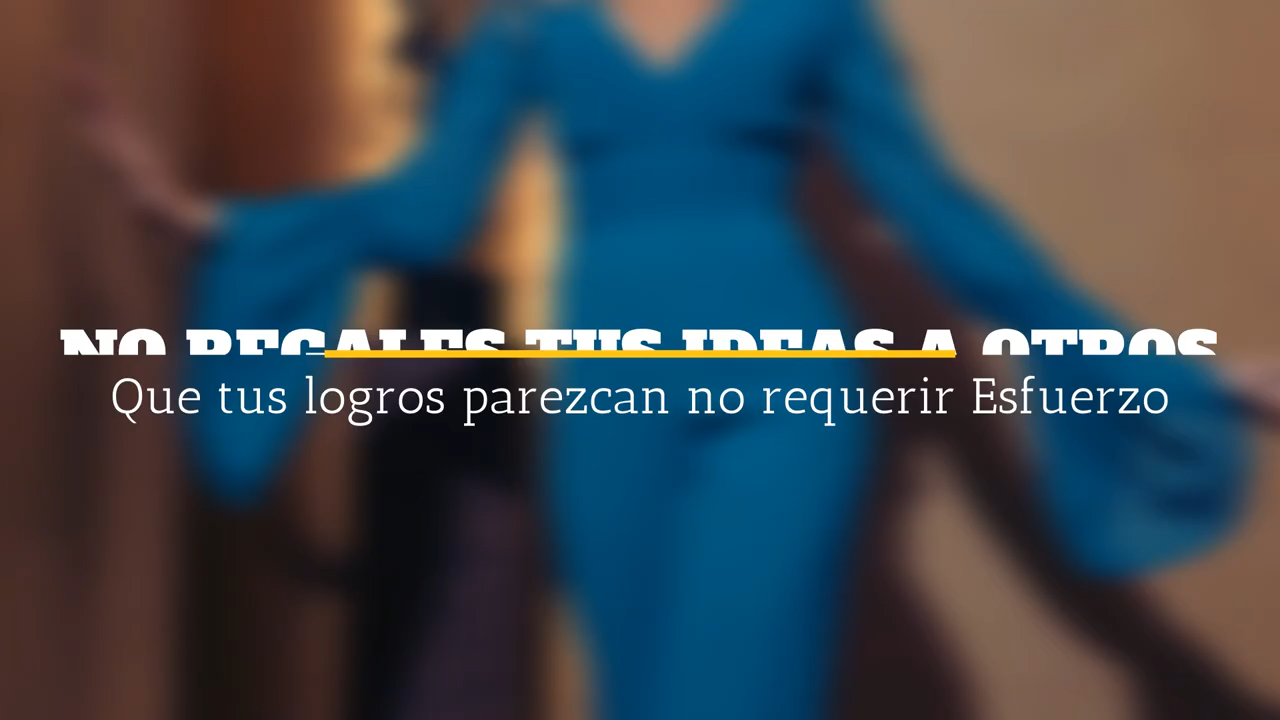 NO REGALES TUS IDEAS A OTROS
Que tus logros parezcan no requerir Esfuerzo